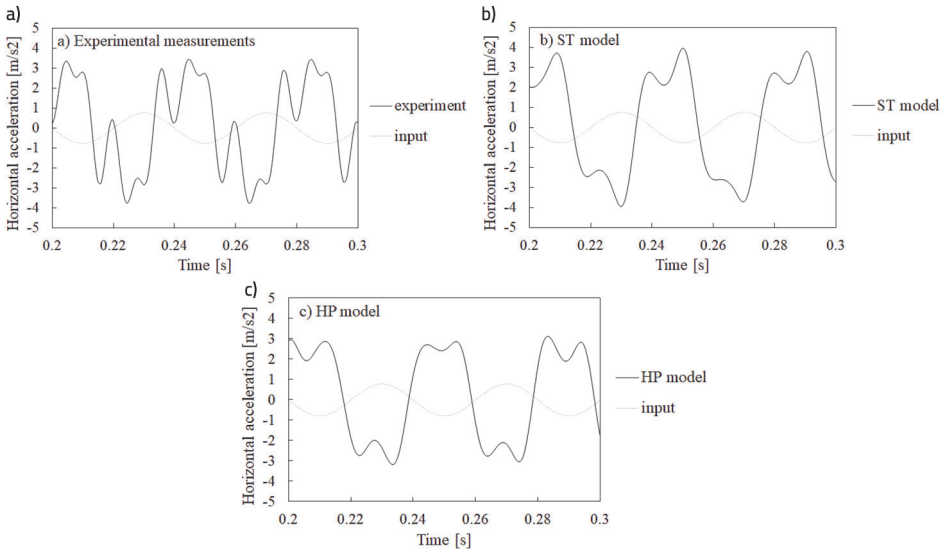 a)
a) Experimental measurements
Horizontal acceleration [m/s2]
5
4
3
2
1
0
-1
-2
-3
-4
-5
0.2
0.22
0.24
0.26
0.28
0.3
Time [s]
experiment
input
b)
b) ST model
Horizontal acceleration [m/s2]
5
4
3
2
1
0
-1
-2
-3
-4
-5
0.2
0.22
0.24
0.26
0.28
0.3
Time [s]
ST model
input
c)
c) HP model
Horizontal acceleration [m/s2]
5
4
3
2
1
0
-1
-2
-3
-4
-5
0.2
0.22
0.24
0.26
0.28
0.3
Time [s]
HP model
input